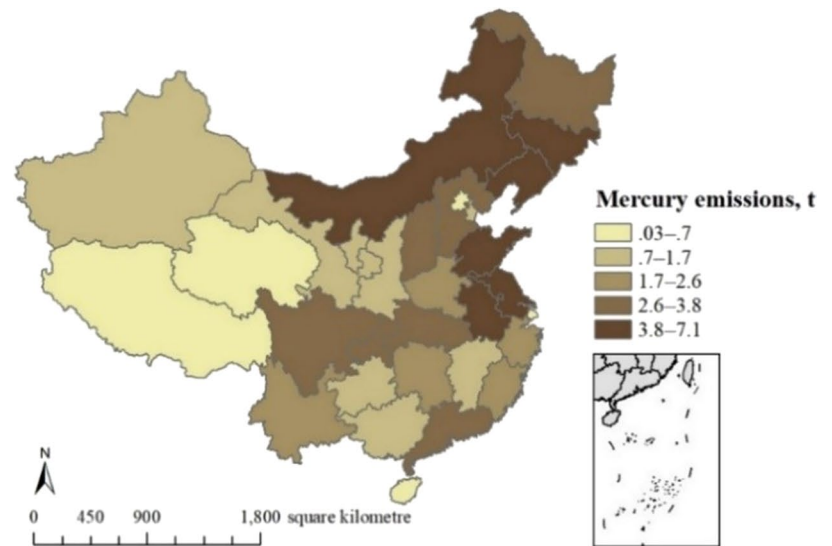 Mercury emissions, t
.03–.7
.7–1.7
1.7–2.6
2.6–3.8
3.8–7.1
N
0 450 900 1,800 square kilometre